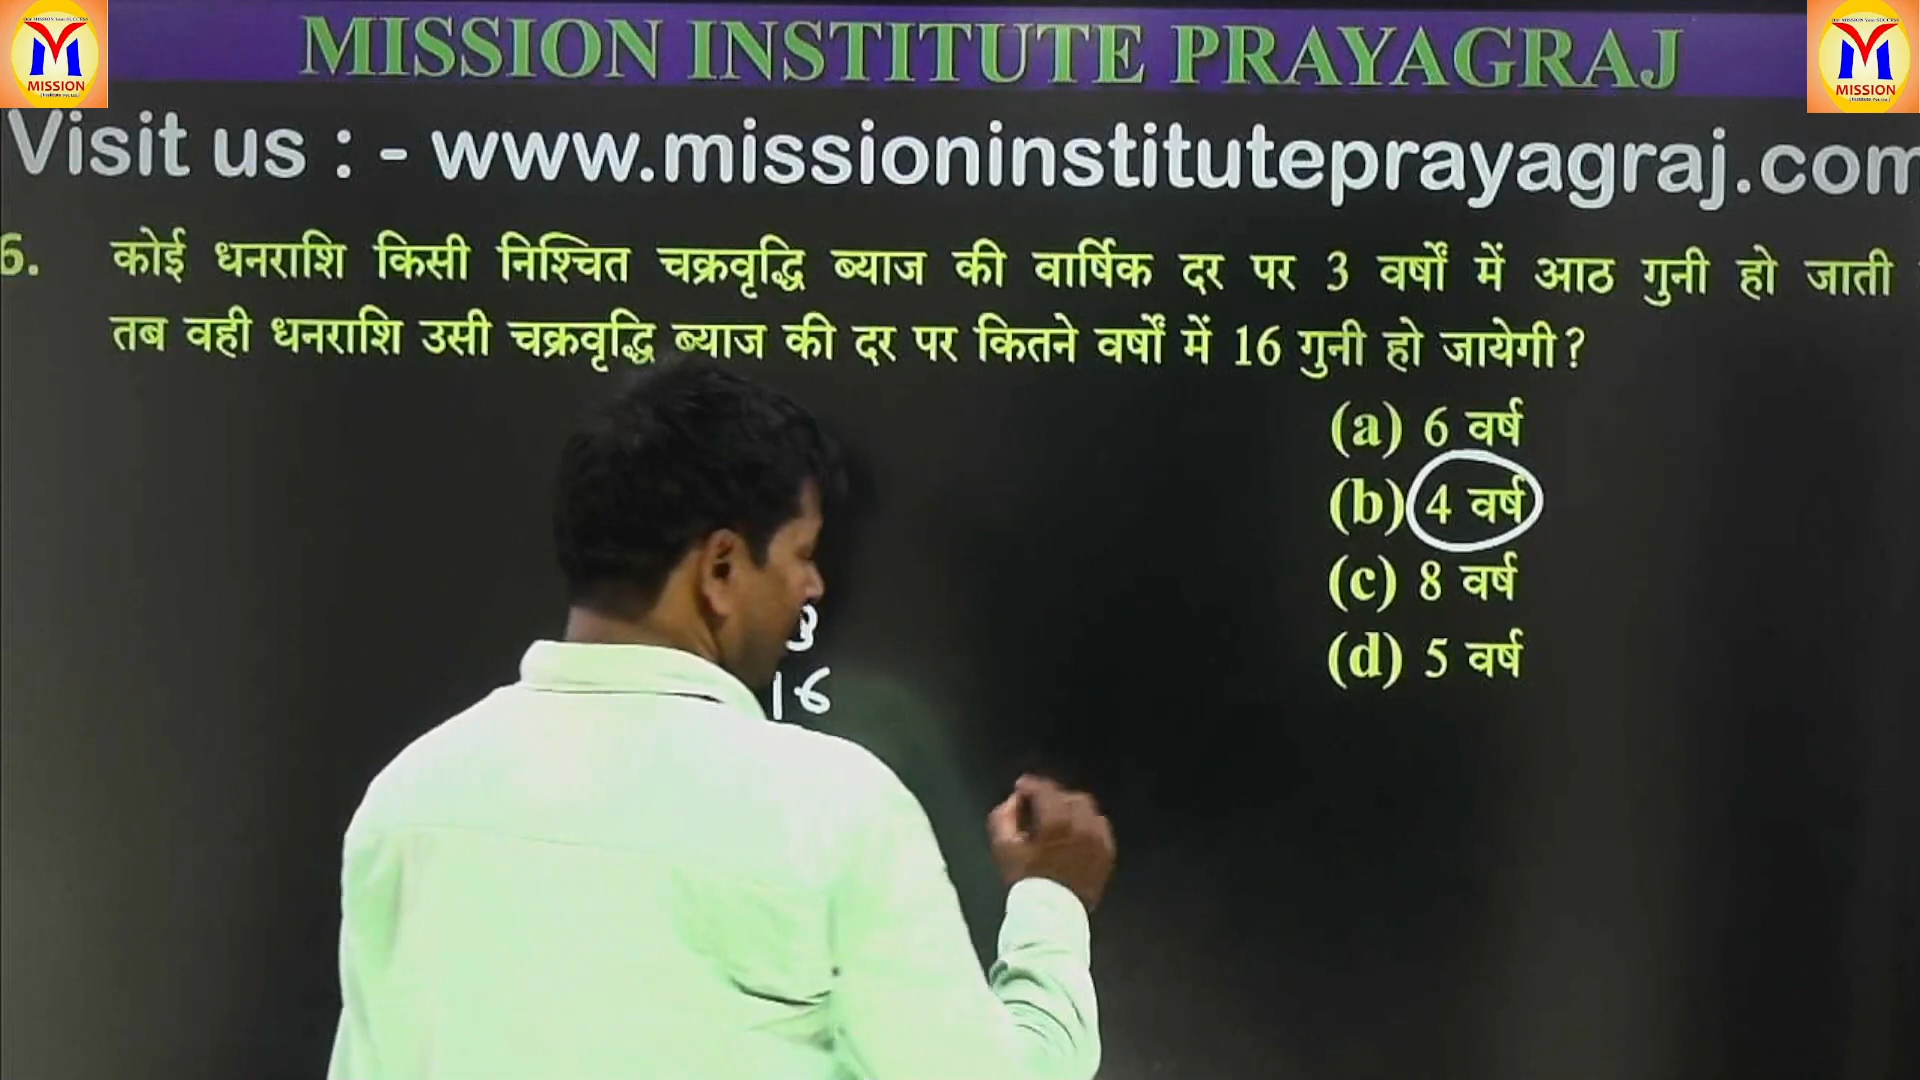 MISSION INSTITUTE PRAYAGRAJ
MISSION
MISSION
Visit us : - www.missioninstituteprayagraj.com
6. कोई धनराशि किसी निश्चित चक्रवृद्धि ब्याज की वार्षिक दर पर 3 वर्षों में आठ गुनी हो जाती
तब वही धनराशि उसी चक्रवृद्धि ब्याज की दर पर कितने वर्षों में 16 गुनी हो जायेगी?
(a) 6 वर्ष
(b) 4 वर्ष
(c) 8 वर्ष
(d) 5 वर्ष
3
16